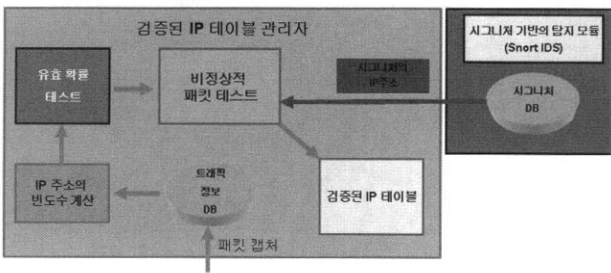 검증된 IP 테이블 관리자
시그니처 기반의 탐지 모듈
(Snort IDS)
유효 확률
테스트
비정상적
패킷 테스트
시그니처의
IP주소
시그니처
DB
IP 주소의
빈도수 계산
트래픽
정보
DB
검증된 IP 테이블
패킷 캡처